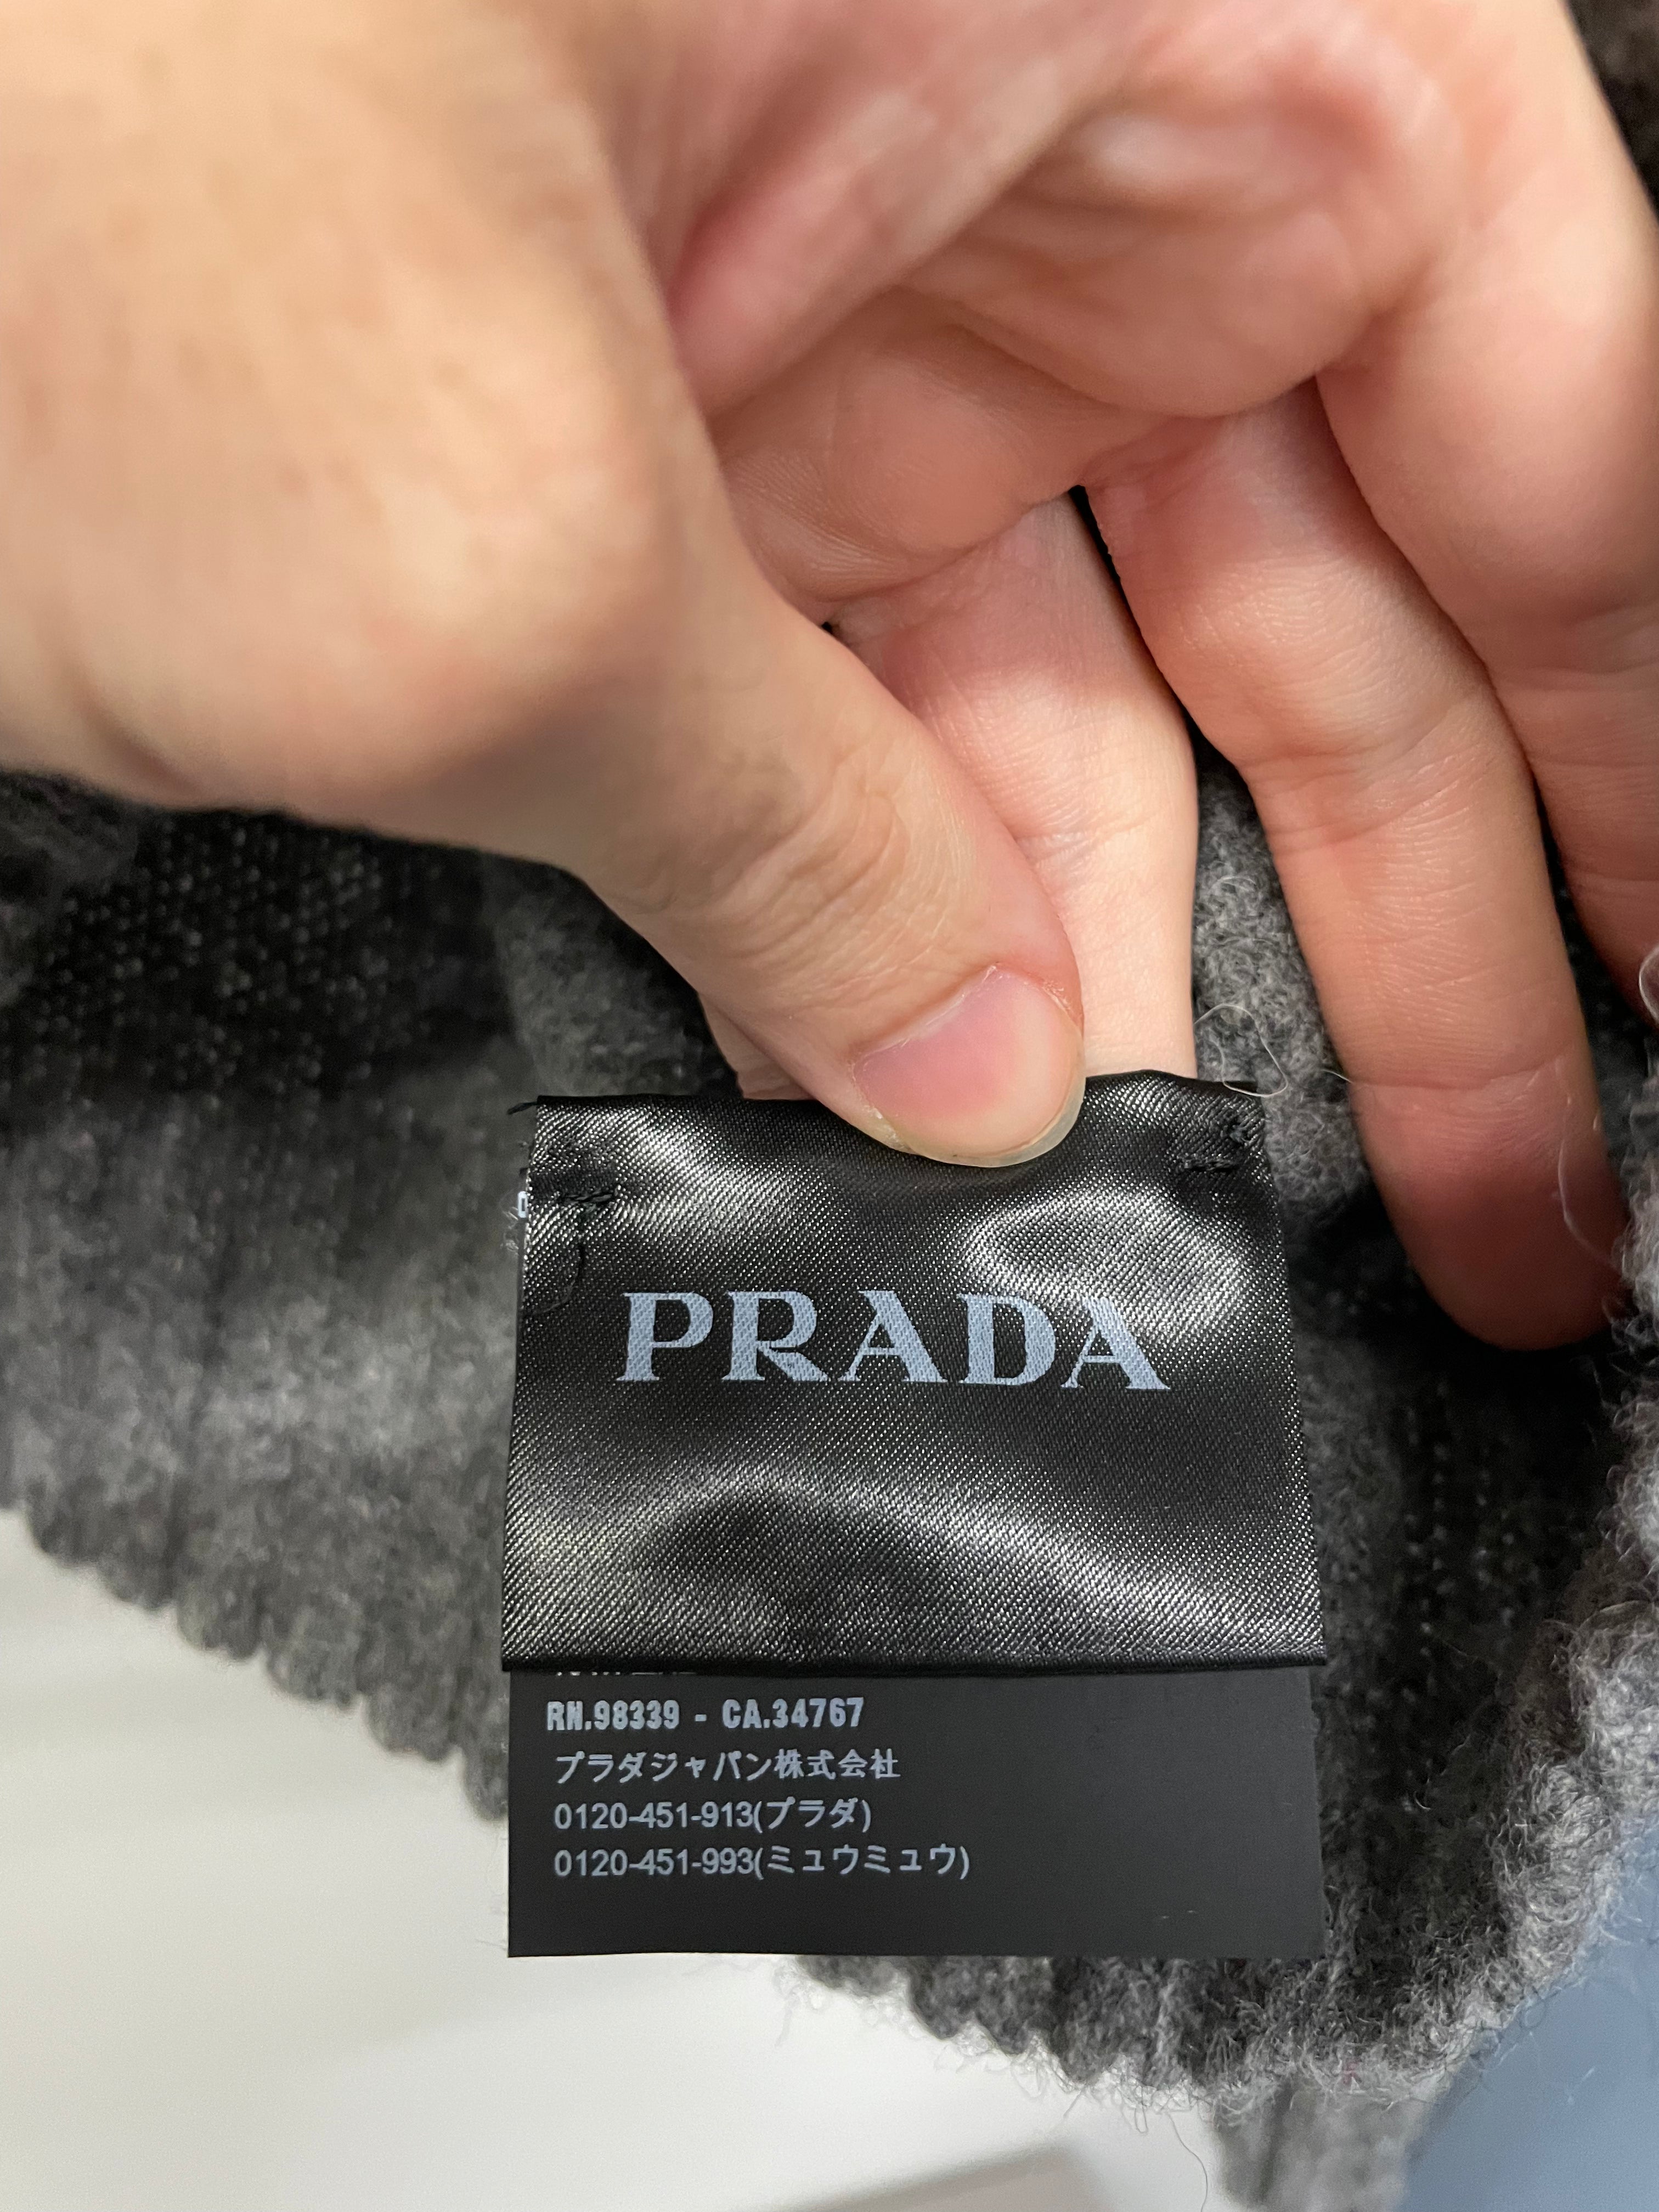 PRADA
RN.98339 - CA.34767
プラダジャパン株式会社
0120-451-913(プラダ)
0120-451-993(ミュウミュウ)